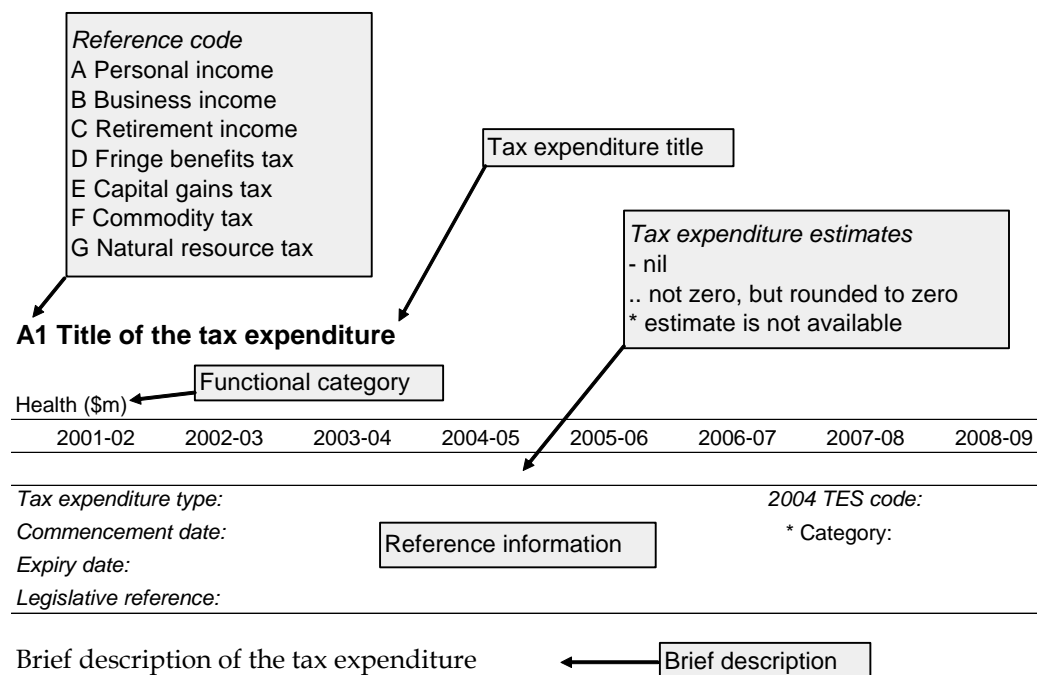 Reference code
A Personal income
B Business income
C Retirement income
D Fringe benefits tax
E Capital gains tax
F Commodity tax
G Natural resource tax
Tax expenditure title
Tax expenditure estimates
- nil
.. not zero, but rounded to zero
* estimate is not available
A1 Title of the tax expenditure
Functional category
Health ($m)
2001-02 2002-03 2003-04 2004-05 2005-06 2006-07 2007-08 2008-09
Tax expenditure type: 2004 TES code:
Commencement date: * Category:
Reference information
Expiry date:
Legislative reference:
Brief description of the tax expenditure
Brief description